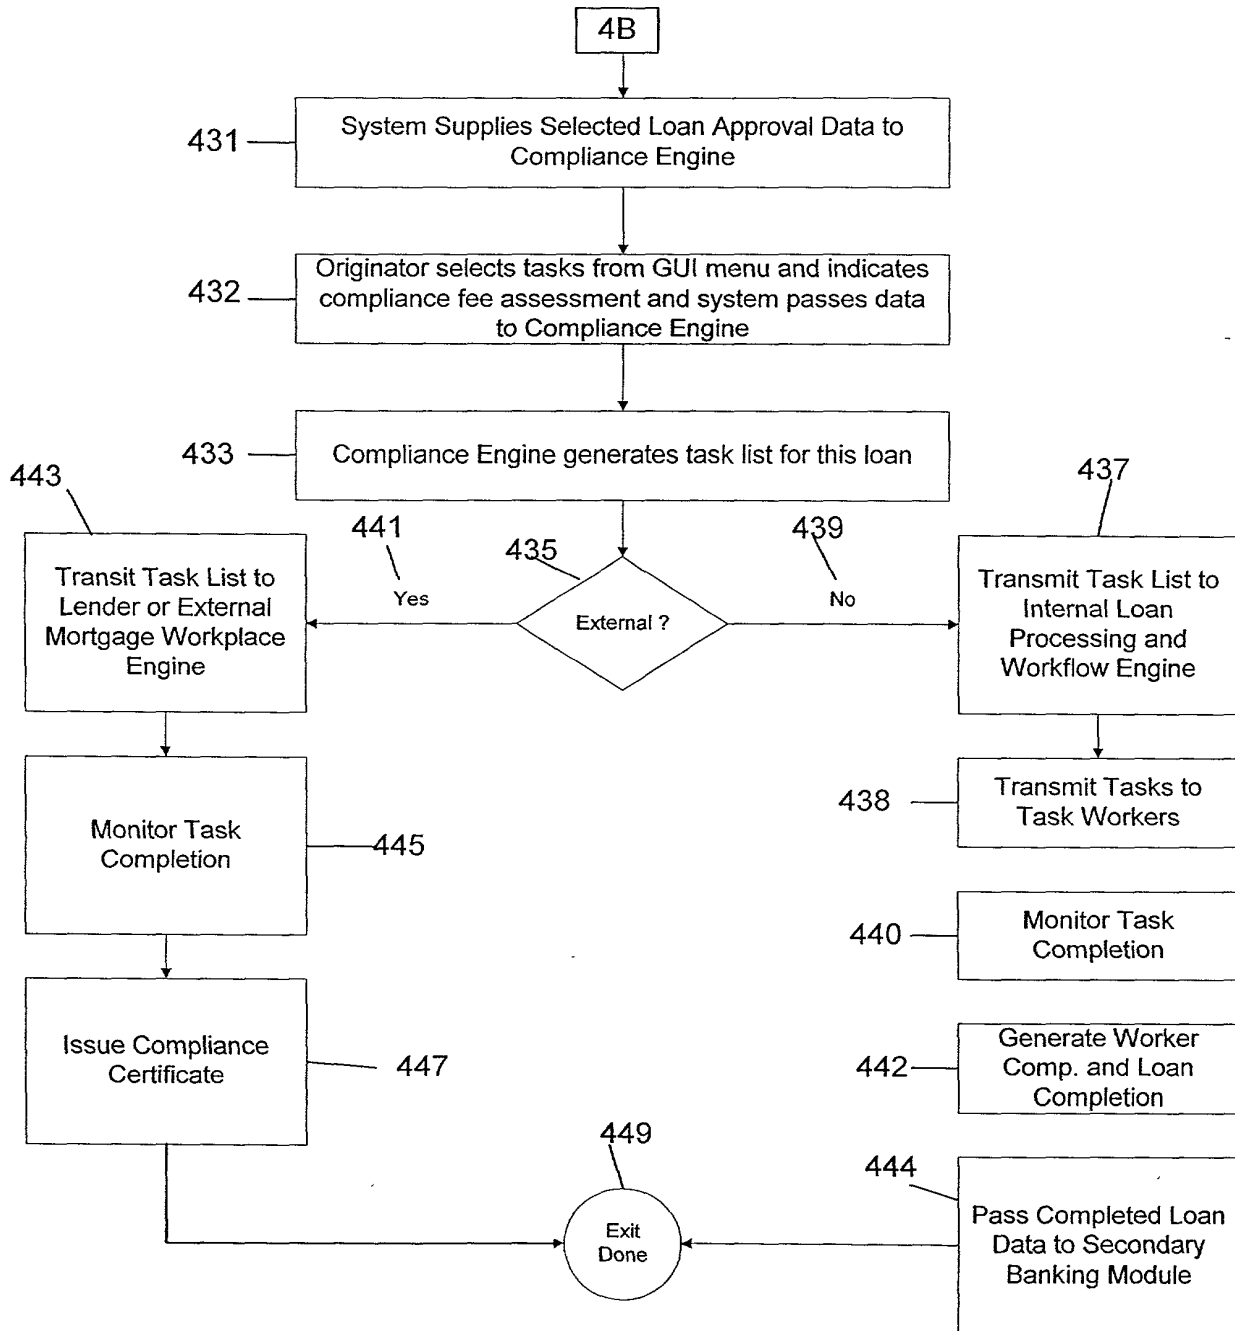 4B
431
System Supplies Selected Loan Approval Data to
Compliance Engine
432
Originator selects tasks from GUI menu and indicates
compliance fee assessment and system passes data
to Compliance Engine
433
Compliance Engine generates task list for this loan
443
441
435
439
437
Transit Task List to
Lender or External
Mortgage Workplace
Engine
Yes
External ?
No
Transmit Task List to
Internal Loan
Processing and
Workflow Engine
438
Transmit Tasks to
Task Workers
Monitor Task
Completion
445
440
Monitor Task
Completion
Issue Compliance
Certificate
447
442
Generate Worker
Comp. and Loan
Completion
449
444
Exit
Done
Pass Completed Loan
Data to Secondary
Banking Module